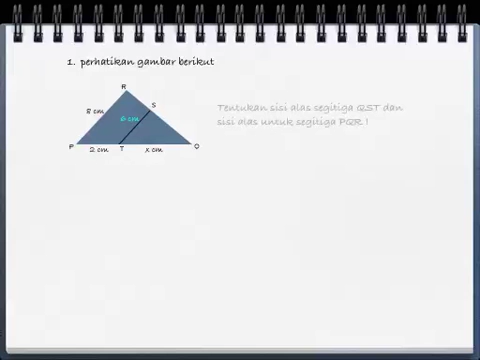 1. perhatikan gambar berikut
R
8 cm
S
6 cm
P
2 cm
T
x cm
Q
Tentukan sisi alas segitiga QST dan
sisi alas untuk segitiga PQR !